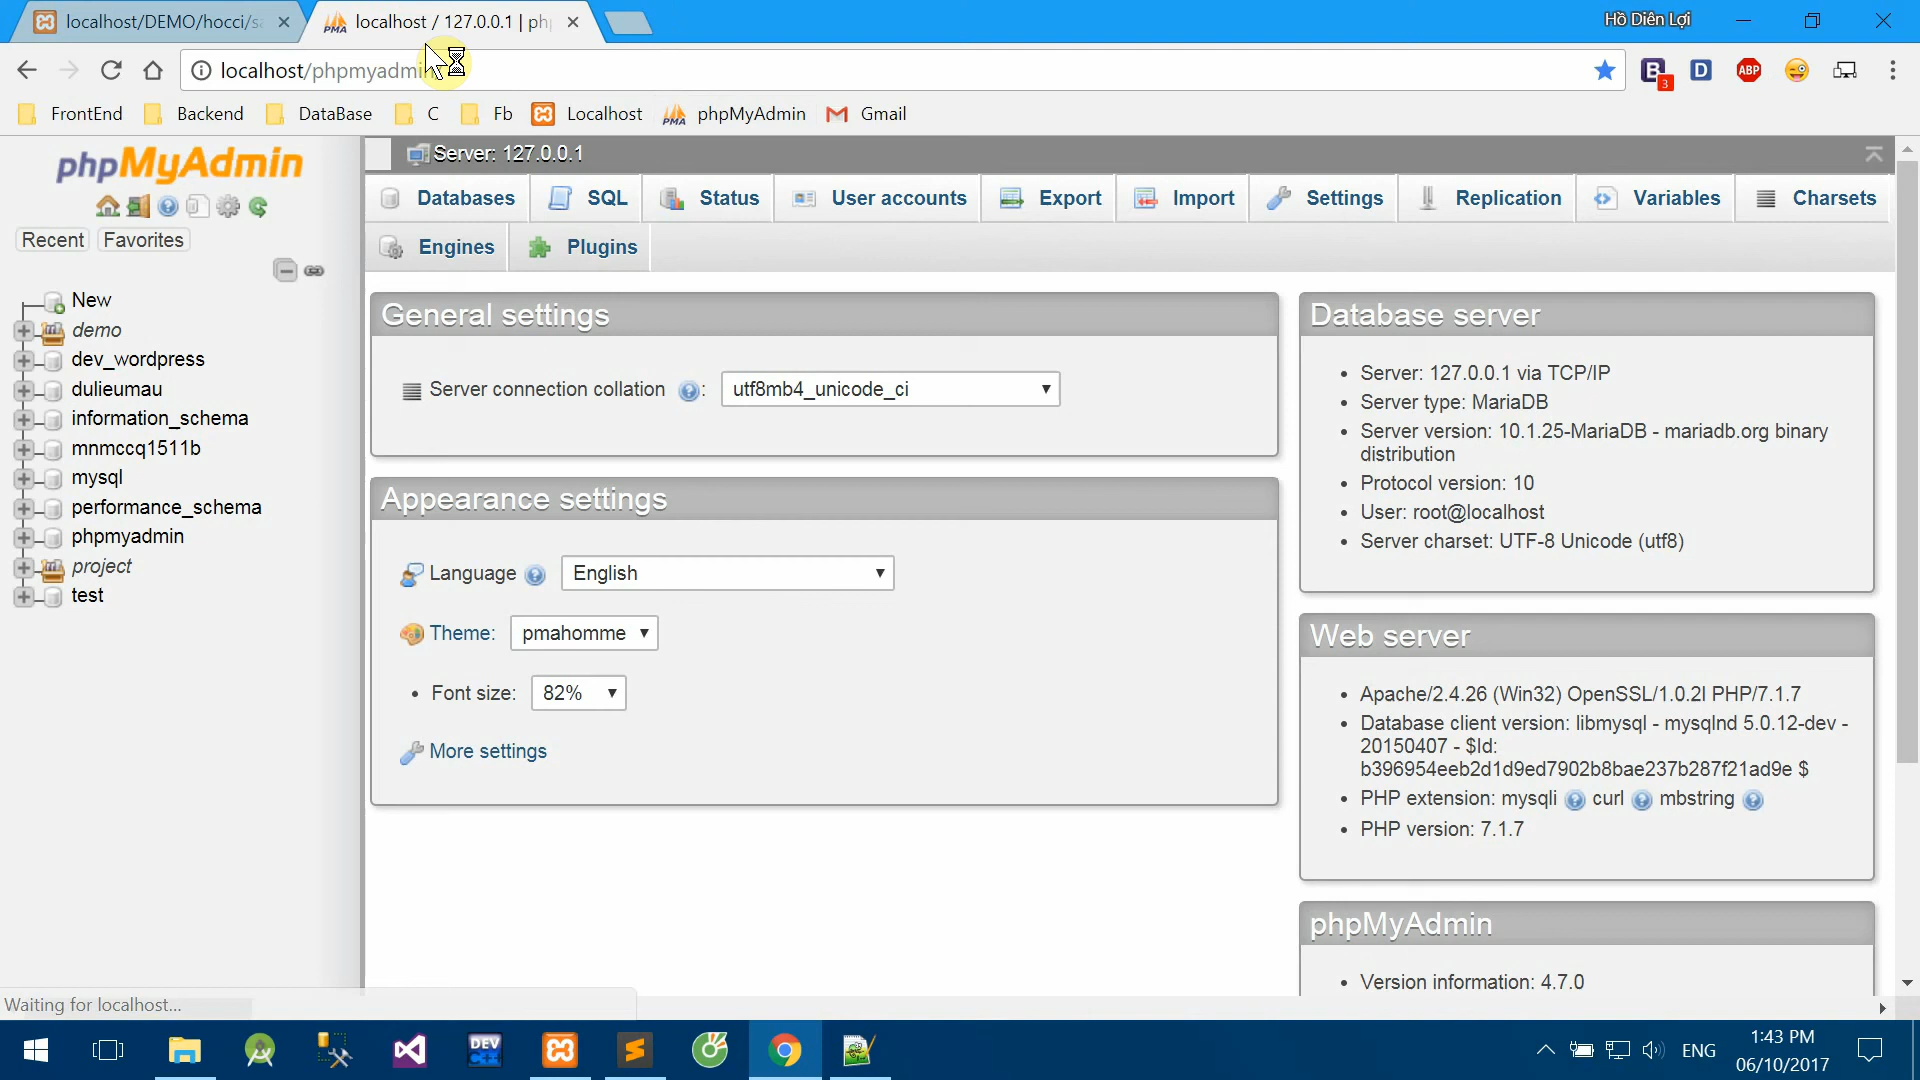 localhost/DEMO/hocci/s
localhost / 127.0.0.1 | ph
Hồ Diên Lợi
localhost/phpmyadmin
3
D
ABP
FrontEnd
Backend
DataBase
C
Fb
Localhost
phpMyAdmin
Gmail
phpMyAdmin
Recent
Favorites
New
demo
dev_wordpress
dulieumau
information_schema
mnmccq1511b
mysql
performance_schema
phpmyadmin
project
test
Server: 127.0.0.1
Databases
SQL
Status
User accounts
Export
Import
Settings
Replication
Variables
Charsets
Engines
Plugins
General settings
Server connection collation : utf8mb4_unicode_ci
Appearance settings
Language English
Theme: pmahomme
Font size: 82%
More settings
Database server
Server: 127.0.0.1 via TCP/IP
Server type: MariaDB
Server version: 10.1.25-MariaDB - mariadb.org binary
distribution
Protocol version: 10
User: root@localhost
Server charset: UTF-8 Unicode (utf8)
Web server
Apache/2.4.26 (Win32) OpenSSL/1.0.2l PHP/7.1.7
Database client version: libmysql - mysqlnd 5.0.12-dev -
20150407 - $Id:
b396954eeb2d1d9ed7902b8bae237b287f21ad9e $
PHP extension: mysqli curl mbstring
PHP version: 7.1.7
phpMyAdmin
Version information: 4.7.0
Waiting for localhost...
DEV
C++
ENG
1:43 PM
06/10/2017